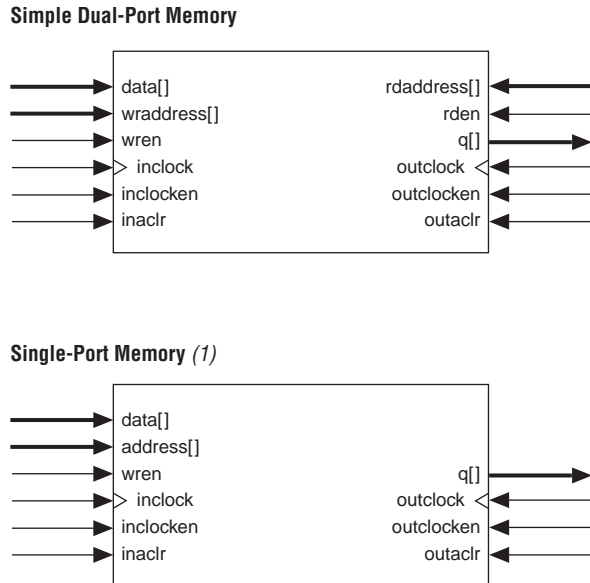 Simple Dual-Port Memory
data[] rdaddress[]
wraddress[] rden
wren q[]
inclock outclock
inclocken outclocken
inaclr outaclr
Single-Port Memory (1)
data[]
address[]
wren q[]
inclock outclock
inclocken outclocken
inaclr outaclr